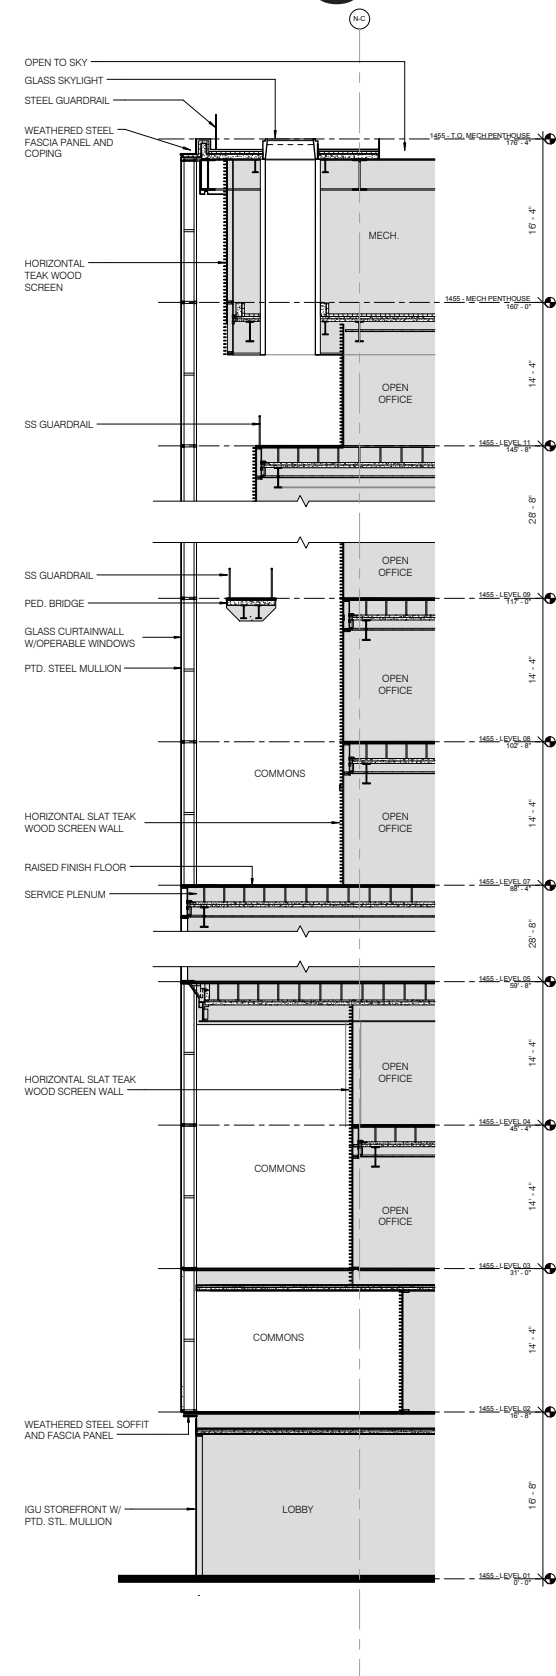 N-C
OPEN TO SKY
GLASS SKYLIGHT
STEEL GUARDRAIL
WEATHERED STEEL
FASCIA PANEL AND
COPING
1455 - T.O. MECH PENTHOUSE
176' - 4"
16' - 4"
MECH.
HORIZONTAL
TEAK WOOD
SCREEN
1455 - MECH PENTHOUSE
160' - 0"
14' - 4"
OPEN
OFFICE
SS GUARDRAIL
1455 - LEVEL 11
145' - 8"
28' - 8"
OPEN
OFFICE
SS GUARDRAIL
PED. BRIDGE
1455 - LEVEL 09
117' - 0"
GLASS CURTAINWALL
W/OPERABLE WINDOWS
PTD. STEEL MULLION
14' - 4"
OPEN
OFFICE
1455 - LEVEL 08
102' - 8"
COMMONS
14' - 4"
HORIZONTAL SLAT TEAK
WOOD SCREEN WALL
OPEN
OFFICE
RAISED FINISH FLOOR
1455 - LEVEL 07
88' - 4"
SERVICE PLENUM
28' - 8"
1455 - LEVEL 05
59' - 8"
14' - 4"
OPEN
OFFICE
HORIZONTAL SLAT TEAK
WOOD SCREEN WALL
1455 - LEVEL 04
45' - 4"
COMMONS
14' - 4"
OPEN
OFFICE
1455 - LEVEL 03
31' - 0"
COMMONS
14' - 4"
1455 - LEVEL 02
16' - 8"
WEATHERED STEEL SOFFIT
AND FASCIA PANEL
16' - 8"
IGU STOREFRONT W/
PTD. STL. MULLION
LOBBY
1455 - LEVEL 01
0' - 0"